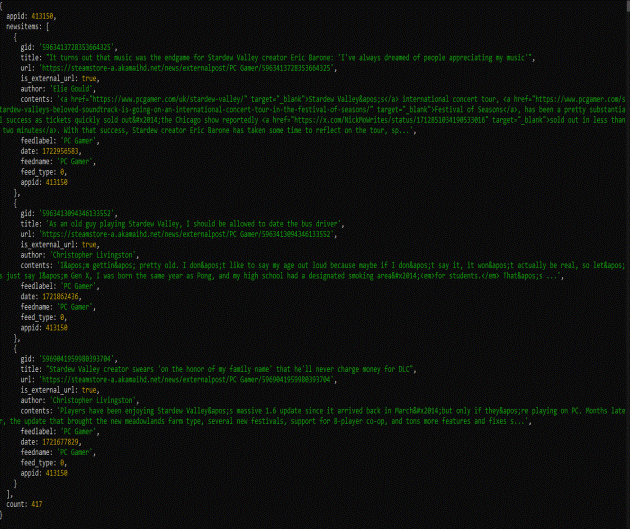 {
appid: 413150,
newsitems: [
{
gid: '5963413728353664325',
title: "It turns out that music was the endgame for Stardew Valley creator Eric Barone: 'I've always dreamed of people appreciating my music'",
url: 'https://steamstore-a.akamaihd.net/news/externalpost/PC Gamer/5963413728353664325',
is_external_url: true,
author: 'Elie Gould',
contents: '<a href="https://www.pcgamer.com/uk/stardew-valley/" target="_blank">Stardew Valley&apos;s</a> international concert tour, <a href="https://www.pcgamer.com/s
tardew-valleys-beloved-soundtrack-is-going-on-an-international-concert-tour-in-the-festival-of-seasons/" target="_blank">Festival of Seasons</a>, has been a pretty substantia
l success as tickets quickly sold out&#x2014;the Chicago show reportedly <a href="https://x.com/NickMoWrites/status/1712851034190533016" target="_blank">sold out in less than
two minutes</a>. With that success, Stardew creator Eric Barone has taken some time to reflect on the tour, sp...',
feedlabel: 'PC Gamer',
date: 1722956583,
feedname: 'PC Gamer',
feed_type: 0,
appid: 413150
},
{
gid: '5963413094346133552',
title: 'As an old guy playing Stardew Valley, I should be allowed to date the bus driver',
url: 'https://steamstore-a.akamaihd.net/news/externalpost/PC Gamer/5963413094346133552',
is_external_url: true,
author: 'Christopher Livingston',
contents: 'I&apos;m gettin&apos; pretty old. I don&apos;t like to say my age out loud because maybe if I don&apos;t say it, it won&apos;t actually be real, so let&apos;
s just say I&apos;m Gen X, I was born the same year as Pong, and my high school had a designated smoking area&#x2014;<em>for students.</em> That&apos;s ...',
feedlabel: 'PC Gamer',
date: 1721862436,
feedname: 'PC Gamer',
feed_type: 0,
appid: 413150
},
{
gid: '5969041959980393704',
title: "Stardew Valley creator swears 'on the honor of my family name' that he'll never charge money for DLC",
url: 'https://steamstore-a.akamaihd.net/news/externalpost/PC Gamer/5969041959980393704',
is_external_url: true,
author: 'Christopher Livingston',
contents: 'Players have been enjoying Stardew Valley&apos;s massive 1.6 update since it arrived back in March&#x2014;but only if they&apos;re playing on PC. Months late
r, the update that brought the new meadowlands farm type, several new festivals, support for 8-player co-op, and tons more features and fixes s...',
feedlabel: 'PC Gamer',
date: 1721677829,
feedname: 'PC Gamer',
feed_type: 0,
appid: 413150
}
],
count: 417
}